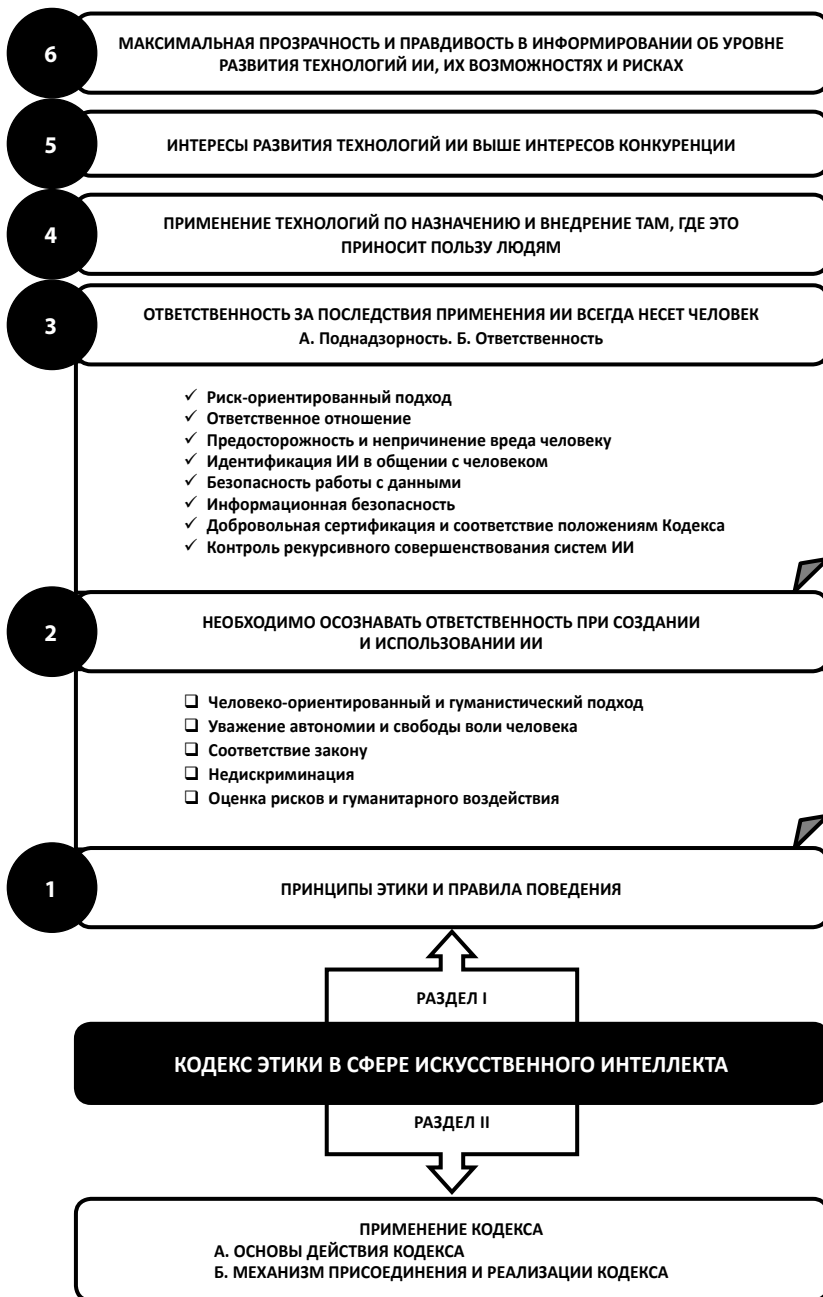 6
МАКСИМАЛЬНАЯ ПРОЗРАЧНОСТЬ И ПРАВДИВОСТЬ В ИНФОРМИРОВАНИИ ОБ УРОВНЕ
РАЗВИТИЯ ТЕХНОЛОГИЙ ИИ, ИХ ВОЗМОЖНОСТЯХ И РИСКАХ
5
ИНТЕРЕСЫ РАЗВИТИЯ ТЕХНОЛОГИЙ ИИ ВЫШЕ ИНТЕРЕСОВ КОНКУРЕНЦИИ
4
ПРИМЕНЕНИЕ ТЕХНОЛОГИЙ ПО НАЗНАЧЕНИЮ И ВНЕДРЕНИЕ ТАМ, ГДЕ ЭТО
ПРИНОСИТ ПОЛЬЗУ ЛЮДЯМ
3
ОТВЕТСТВЕННОСТЬ ЗА ПОСЛЕДСТВИЯ ПРИМЕНЕНИЯ ИИ ВСЕГДА НЕСЕТ ЧЕЛОВЕК
А. Поднадзорность. Б. Ответственность
✓ Риск-ориентированный подход
✓ Ответственное отношение
✓ Предосторожность и непричинение вреда человеку
✓ Идентификация ИИ в общении с человеком
✓ Безопасность работы с данными
✓ Информационная безопасность
✓ Добровольная сертификация и соответствие положениям Кодекса
✓ Контроль рекурсивного совершенствования систем ИИ
2
НЕОБХОДИМО ОСОЗНАВАТЬ ОТВЕТСТВЕННОСТЬ ПРИ СОЗДАНИИ
И ИСПОЛЬЗОВАНИИ ИИ
❑ Человеко-ориентированный и гуманистический подход
❑ Уважение автономии и свободы воли человека
❑ Соответствие закону
❑ Недискриминация
❑ Оценка рисков и гуманитарного воздействия
1
ПРИНЦИПЫ ЭТИКИ И ПРАВИЛА ПОВЕДЕНИЯ
РАЗДЕЛ I
КОДЕКС ЭТИКИ В СФЕРЕ ИСКУССТВЕННОГО ИНТЕЛЛЕКТА
РАЗДЕЛ II
ПРИМЕНЕНИЕ КОДЕКСА
А. ОСНОВЫ ДЕЙСТВИЯ КОДЕКСА
Б. МЕХАНИЗМ ПРИСОЕДИНЕНИЯ И РЕАЛИЗАЦИИ КОДЕКСА